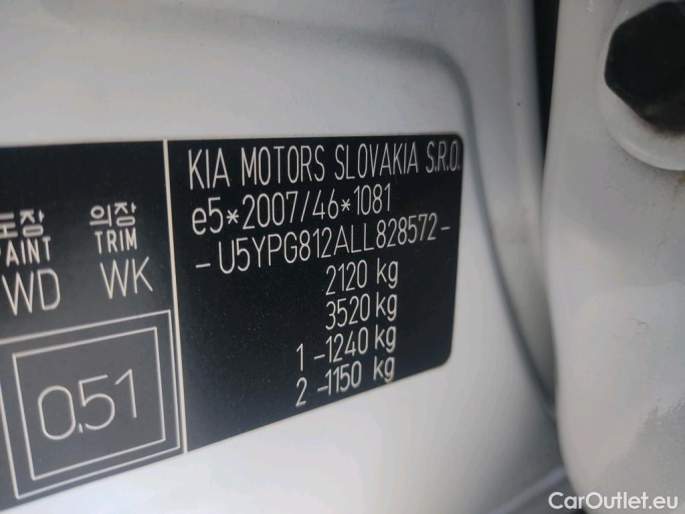 KIA MOTORS SLOVAKIA S.R.O.
e5*2007/46*1081
-U5YPG812ALL828572-
2120 kg
3520 kg
1 -1240 kg
2 -1150 kg
도장 의장
PAINT TRIM
WD WK
0.51
CarOutlet.eu